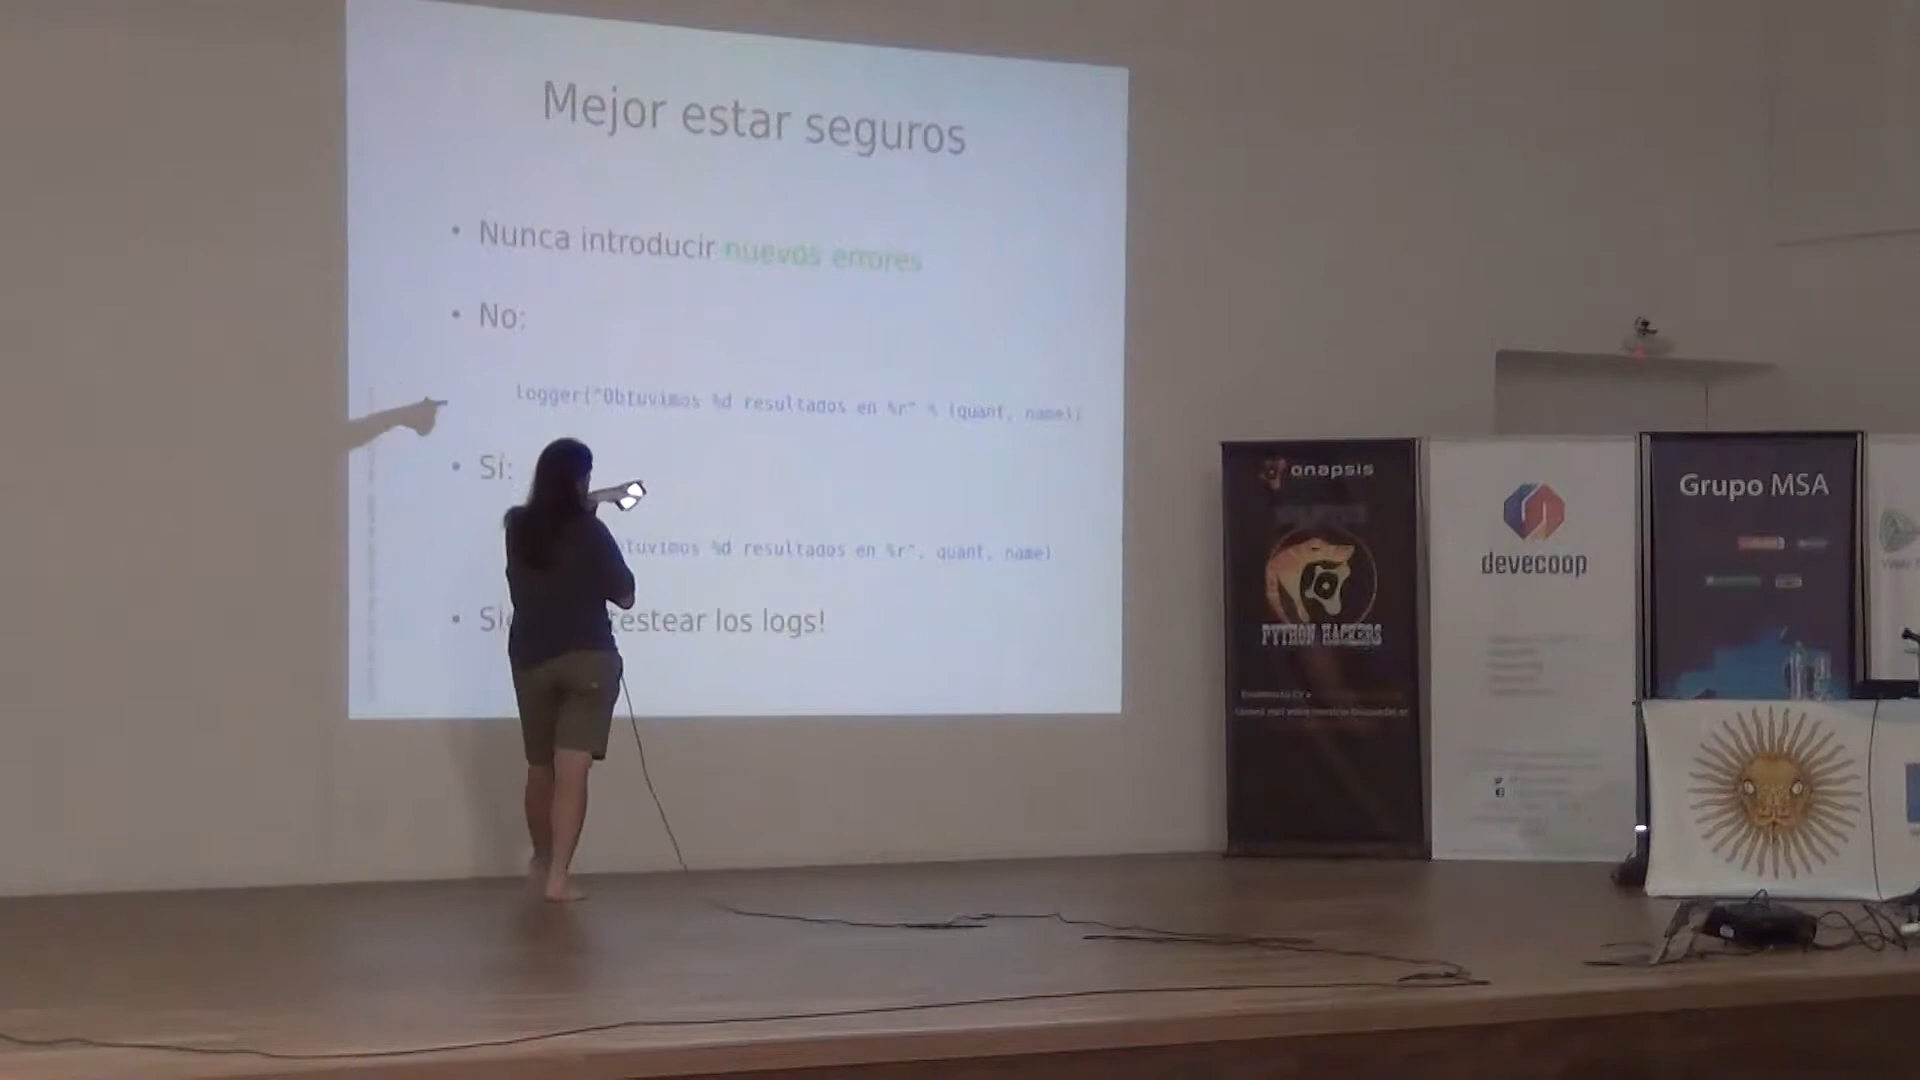 Mejor estar seguros
• Nunca introducir nuevos errores
• No:
logger("Obtuvimos %d resultados en %r" % (quant, name))
• Sí:
tuvimos %d resultados en %r", quant, name)
• testear los logs!
onapsis
PYTHON HACKERS
devecoop
Grupo MSA